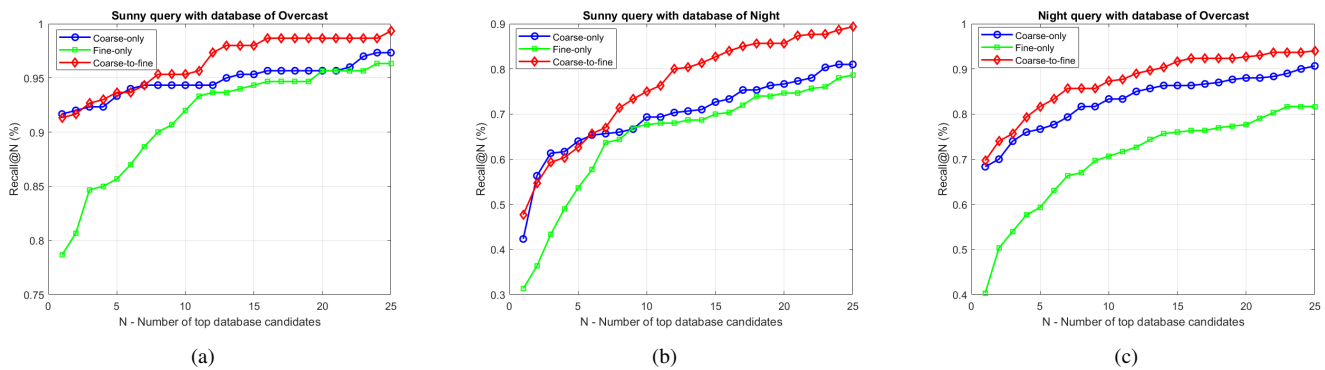 Sunny query with database of Overcast
Coarse-only
Fine-only
Coarse-to-fine
Recall@N (%)
1
0.95
0.9
0.85
0.8
0.75
0 5 10 15 20 25
N - Number of top database candidates
(a)
Sunny query with database of Night
Coarse-only
Fine-only
Coarse-to-fine
Recall@N (%)
0.9
0.8
0.7
0.6
0.5
0.4
0.3
0 5 10 15 20 25
N - Number of top database candidates
(b)
Night query with database of Overcast
Coarse-only
Fine-only
Coarse-to-fine
Recall@N (%)
1
0.9
0.8
0.7
0.6
0.5
0.4
0 5 10 15 20 25
N - Number of top database candidates
(c)